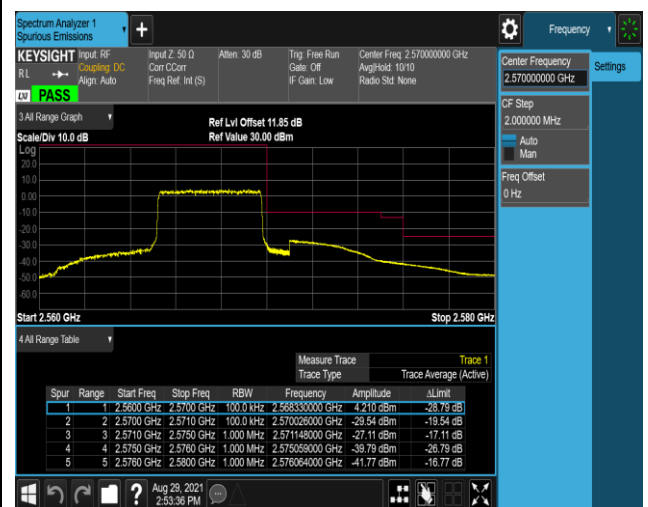 Spectrum Analyzer 1
Spurious Emissions
Frequency
KEYSIGHT Input: RF Input Z: 50 Ω Atten: 30 dB Trig: Free Run Center Freq: 2.570000000 GHz
RL Coupling: DC Corr CCorr Gate: Off Avg|Hold: 10/10
Align: Auto Freq Ref: Int (S) IF Gain: Low Radio Std: None
LXI PASS
Center Frequency
2.570000000 GHz
Settings
CF Step
2.000000 MHz
Auto
Man
Freq Offset
0 Hz
3 All Range Graph
Ref Lvl Offset 11.85 dB
Scale/Div 10.0 dB Ref Value 30.00 dBm
Log
20.0
10.0
0.00
-10.0
-20.0
-30.0
-40.0
-50.0
-60.0
Start 2.560 GHz Stop 2.580 GHz
4 All Range Table
Measure Trace Trace 1
Trace Type Trace Average (Active)
Spur Range Start Freq Stop Freq RBW Frequency Amplitude ΔLimit
1 1 2.5600 GHz 2.5700 GHz 100.0 kHz 2.568330000 GHz 4.210 dBm -28.79 dB
2 2 2.5700 GHz 2.5710 GHz 100.0 kHz 2.570026000 GHz -29.54 dBm -19.54 dB
3 3 2.5710 GHz 2.5750 GHz 1.000 MHz 2.571148000 GHz -27.11 dBm -17.11 dB
4 4 2.5750 GHz 2.5760 GHz 1.000 MHz 2.575059000 GHz -39.79 dBm -26.79 dB
5 5 2.5760 GHz 2.5800 GHz 1.000 MHz 2.576064000 GHz -41.77 dBm -16.77 dB
? Aug 29, 2021
2:53:36 PM